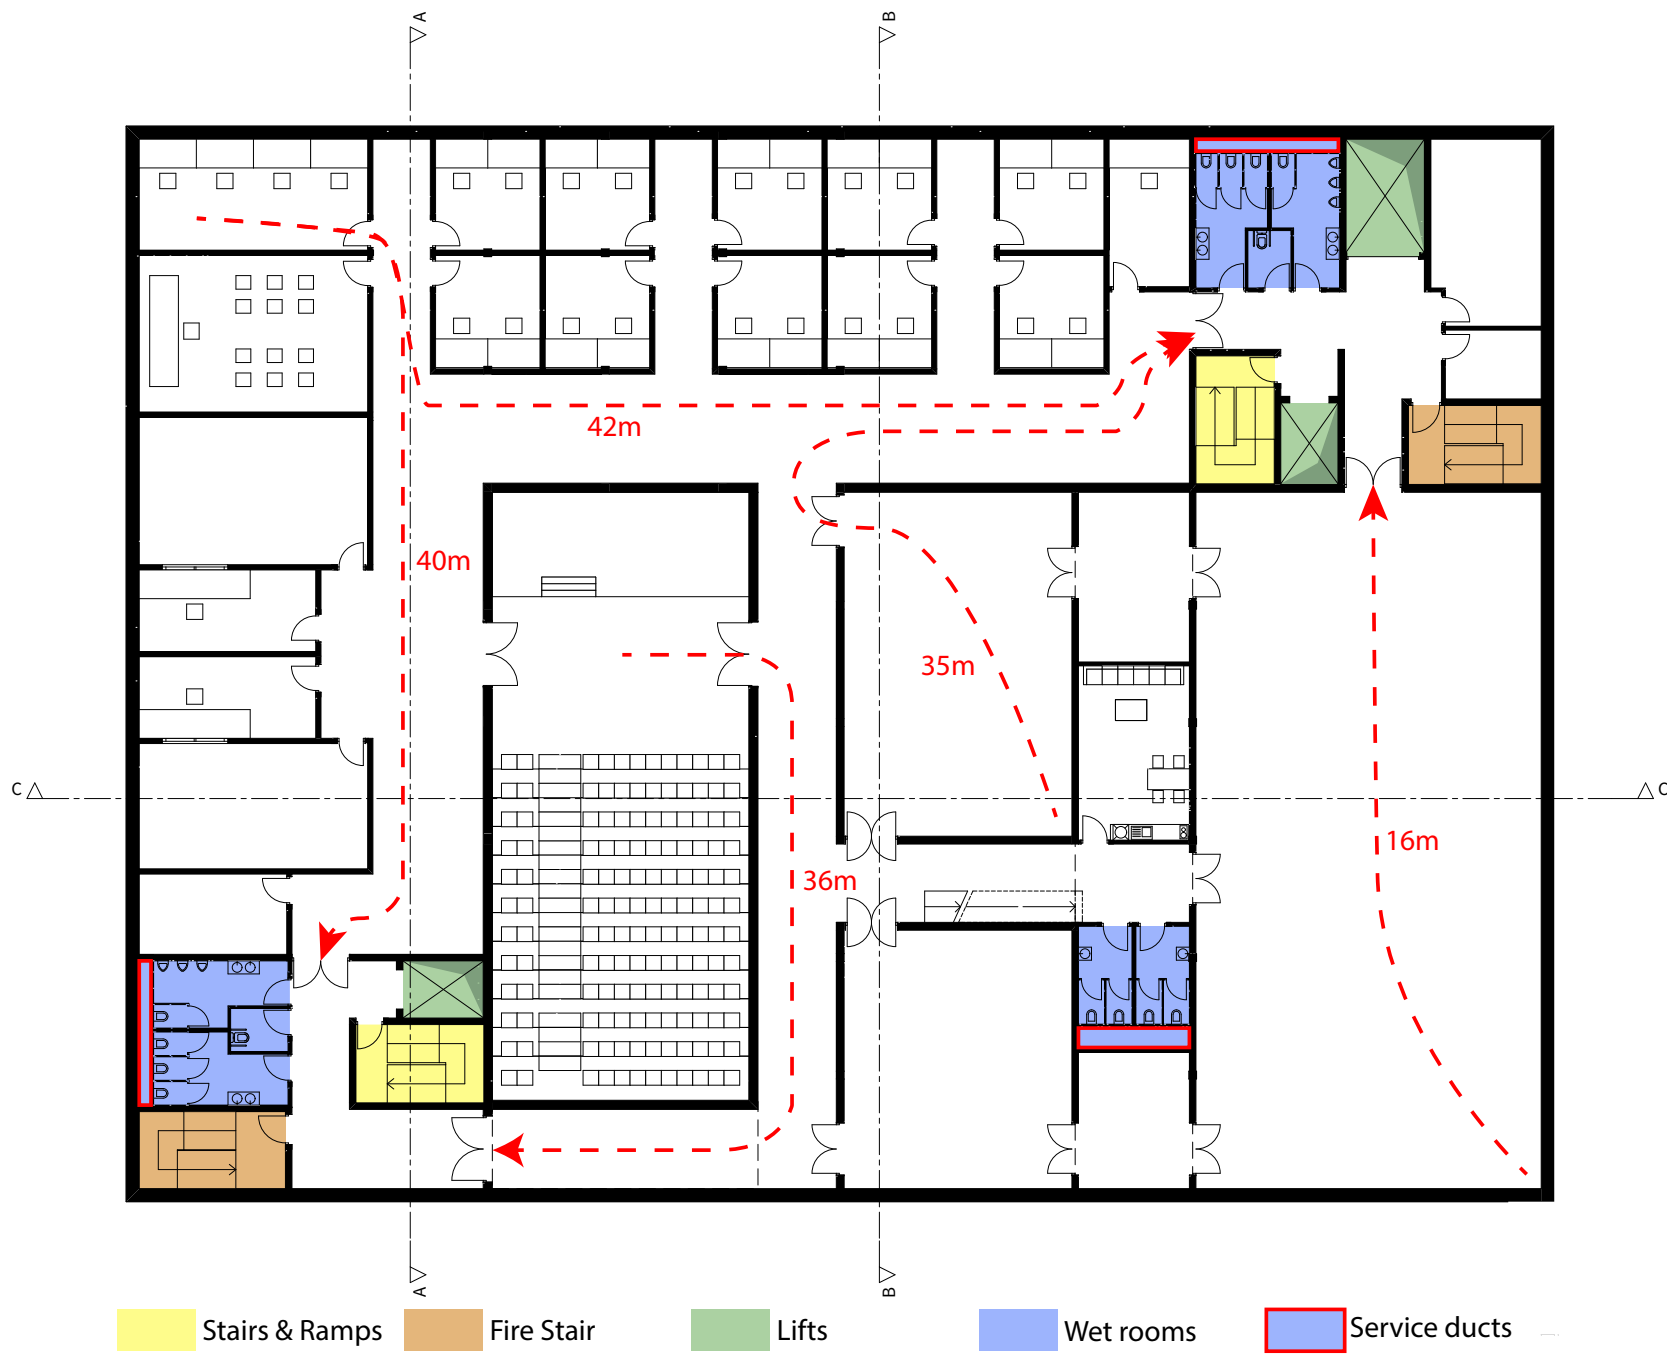 A
B
42m
40m
35m
C
C
16m
36m
A
B
Stairs & Ramps
Fire Stair
Lifts
Wet rooms
Service ducts